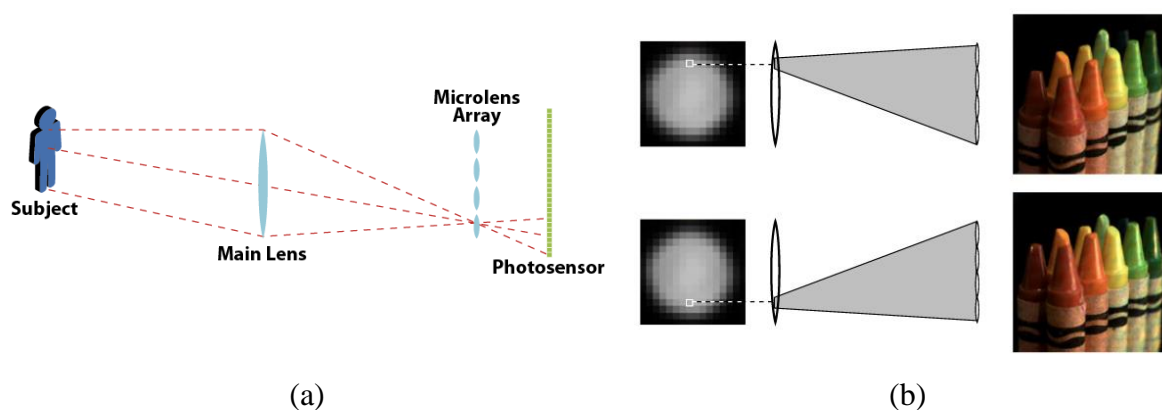 Microlens
Array
Subject
Main Lens
Photosensor
(a)
(b)